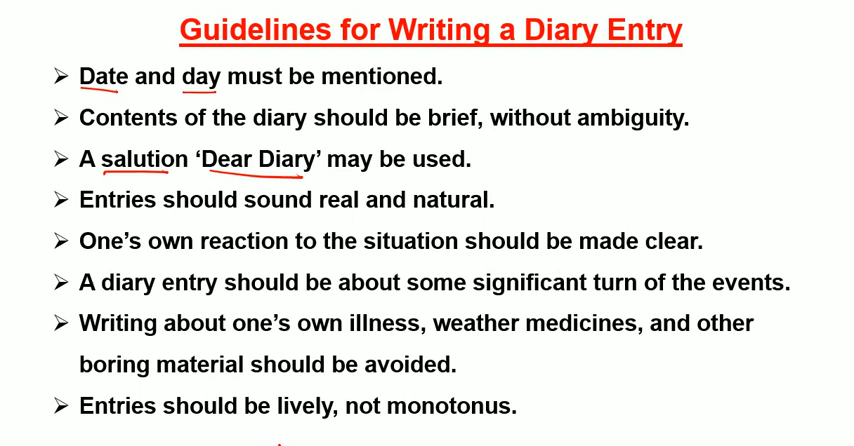 Guidelines for Writing a Diary Entry
➢ Date and day must be mentioned.
➢ Contents of the diary should be brief, without ambiguity.
➢ A salution ‘Dear Diary’ may be used.
➢ Entries should sound real and natural.
➢ One’s own reaction to the situation should be made clear.
➢ A diary entry should be about some significant turn of the events.
➢ Writing about one’s own illness, weather medicines, and other
boring material should be avoided.
➢ Entries should be lively, not monotonus.